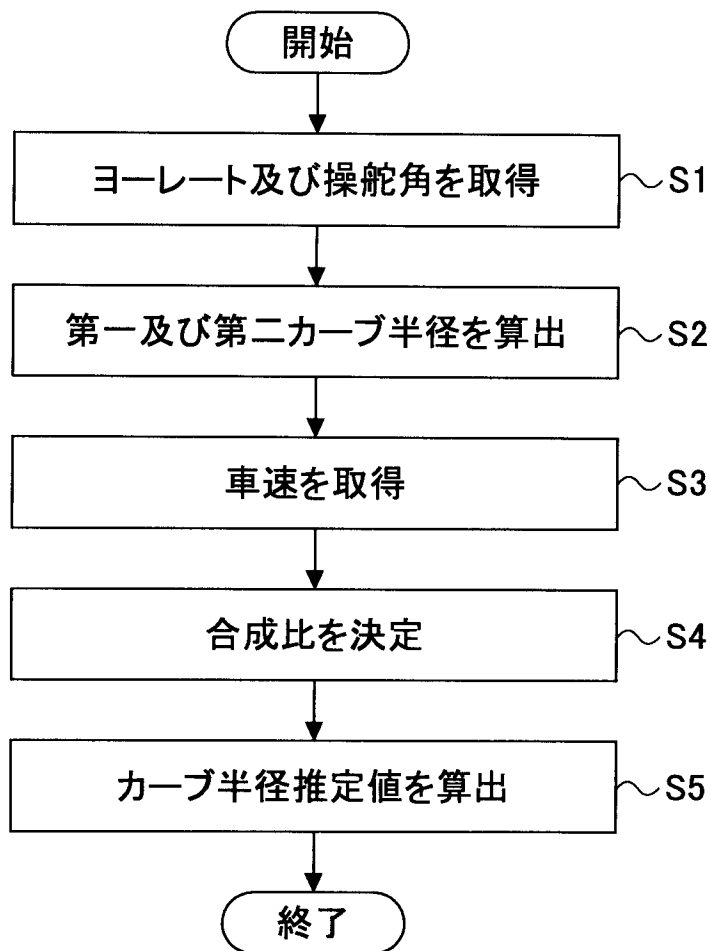 開始
ヨーレート及び操舵角を取得
S1
第一及び第二カーブ半径を算出
S2
車速を取得
S3
合成比を決定
S4
カーブ半径推定値を算出
S5
終了